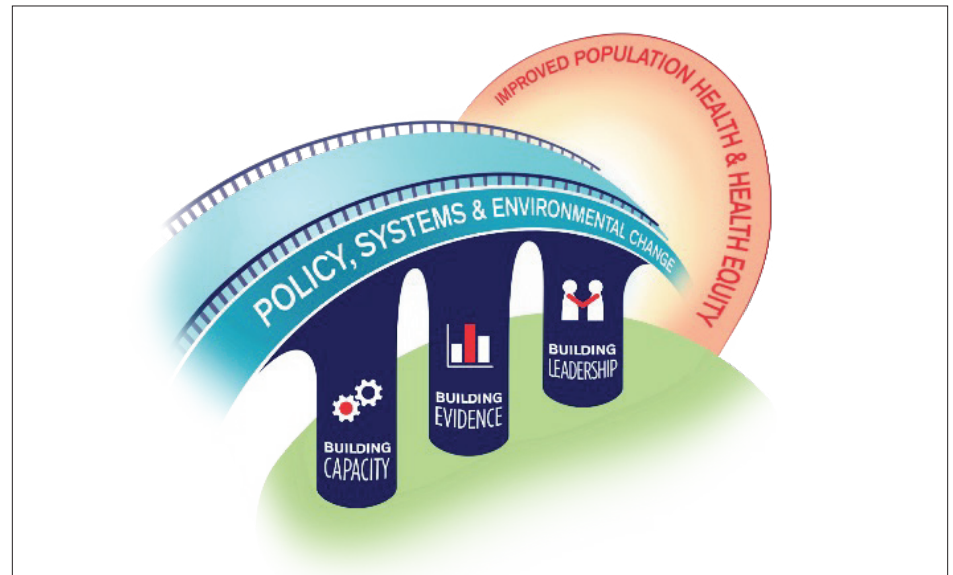 IMPROVED POPULATION HEALTH & HEALTH EQUITY
POLICY, SYSTEMS & ENVIRONMENTAL CHANGE
BUILDING
CAPACITY
BUILDING
EVIDENCE
BUILDING
LEADERSHIP